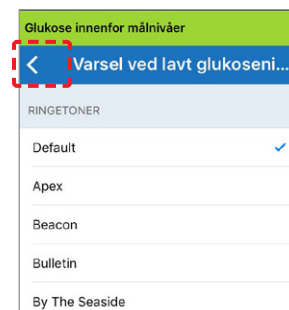 Glukose innenfor målnivåer
Varsel ved lavt glukoseni...
RINGETONER
Default
Apex
Beacon
Bulletin
By The Seaside